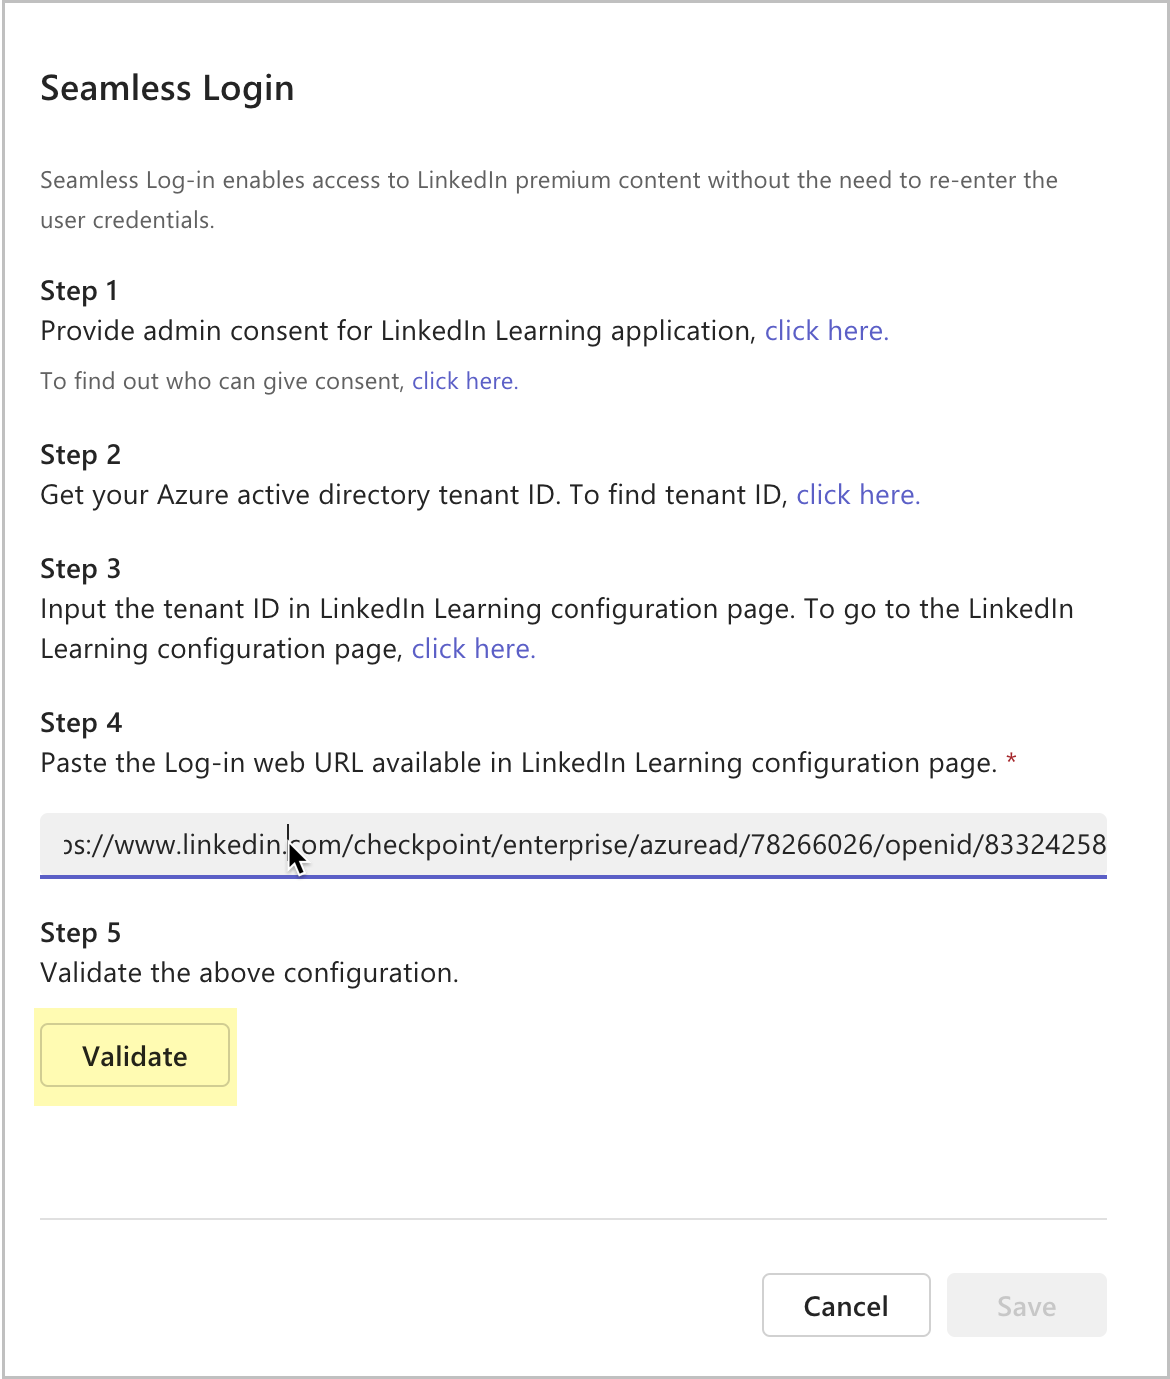 Seamless Login
Seamless Log-in enables access to LinkedIn premium content without the need to re-enter the
user credentials.
Step 1
Provide admin consent for LinkedIn Learning application, click here.
To find out who can give consent, click here.
Step 2
Get your Azure active directory tenant ID. To find tenant ID, click here.
Step 3
Input the tenant ID in LinkedIn Learning configuration page. To go to the LinkedIn
Learning configuration page, click here.
Step 4
Paste the Log-in web URL available in LinkedIn Learning configuration page. *
ps://www.linkedin.com/checkpoint/enterprise/azuread/78266026/openid/83324258
Step 5
Validate the above configuration.
Validate
Cancel
Save